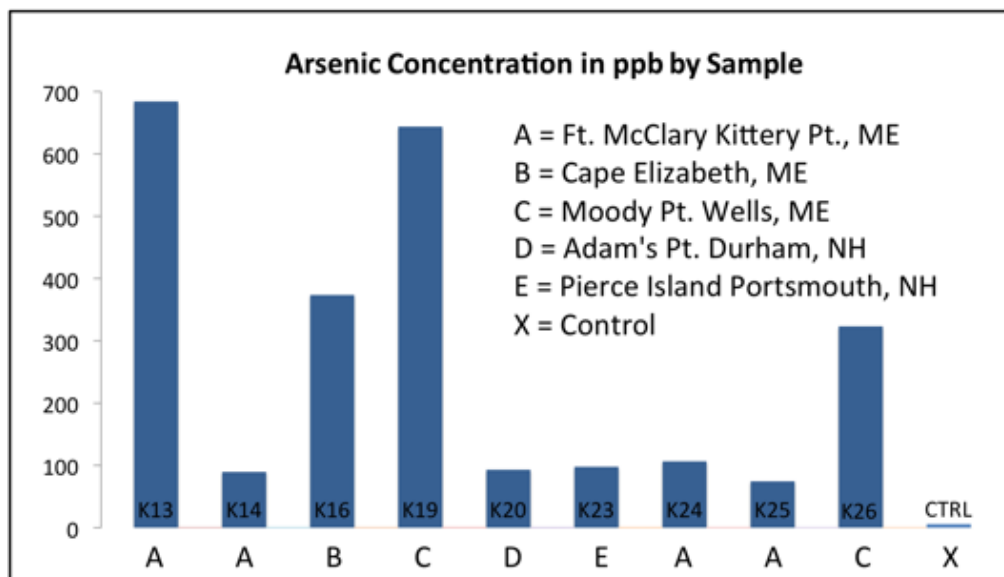 Arsenic Concentration in ppb by Sample
700
600
500
400
300
200
100
0
A = Ft. McClary Kittery Pt., ME
B = Cape Elizabeth, ME
C = Moody Pt. Wells, ME
D = Adam's Pt. Durham, NH
E = Pierce Island Portsmouth, NH
X = Control
K13 K14 K16 K19 K20 K23 K24 K25 K26 CTRL
A A B C D E A A C X